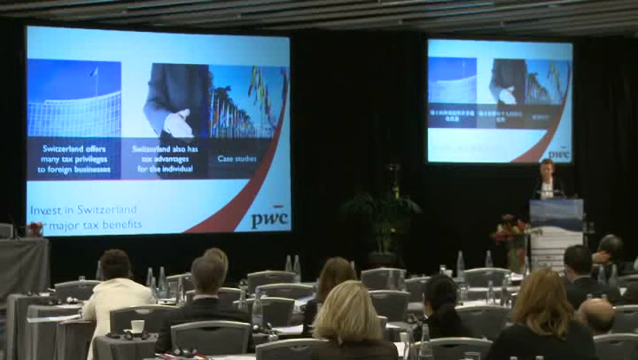 Switzerland offers
many tax privileges
to foreign businesses
Switzerland also has
tax advantages
for the individual
Case studies
Invest in Switzerland
major tax benefits
pwc
pwc